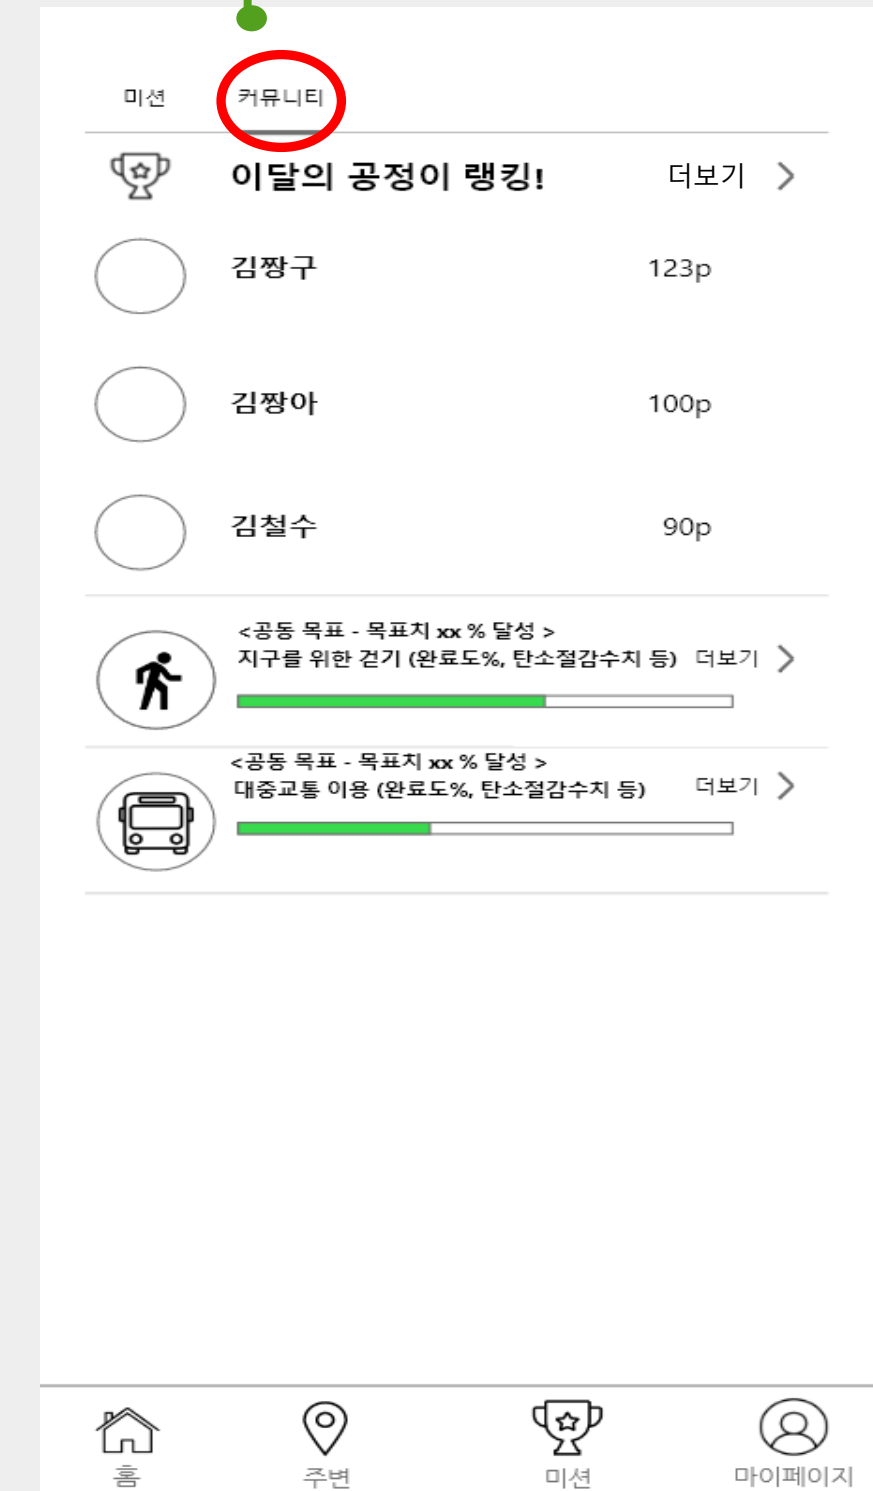 미션 커뮤니티
이달의 공정이 랭킹! 더보기
김짱구 123p
김짱아 100p
김철수 90p
<공동 목표 - 목표치 xx % 달성 >
지구를 위한 걷기 (완료도%, 탄소절감수치 등) 더보기
<공동 목표 - 목표치 xx % 달성 >
대중교통 이용 (완료도%, 탄소절감수치 등) 더보기
홈 주변 미션 마이페이지